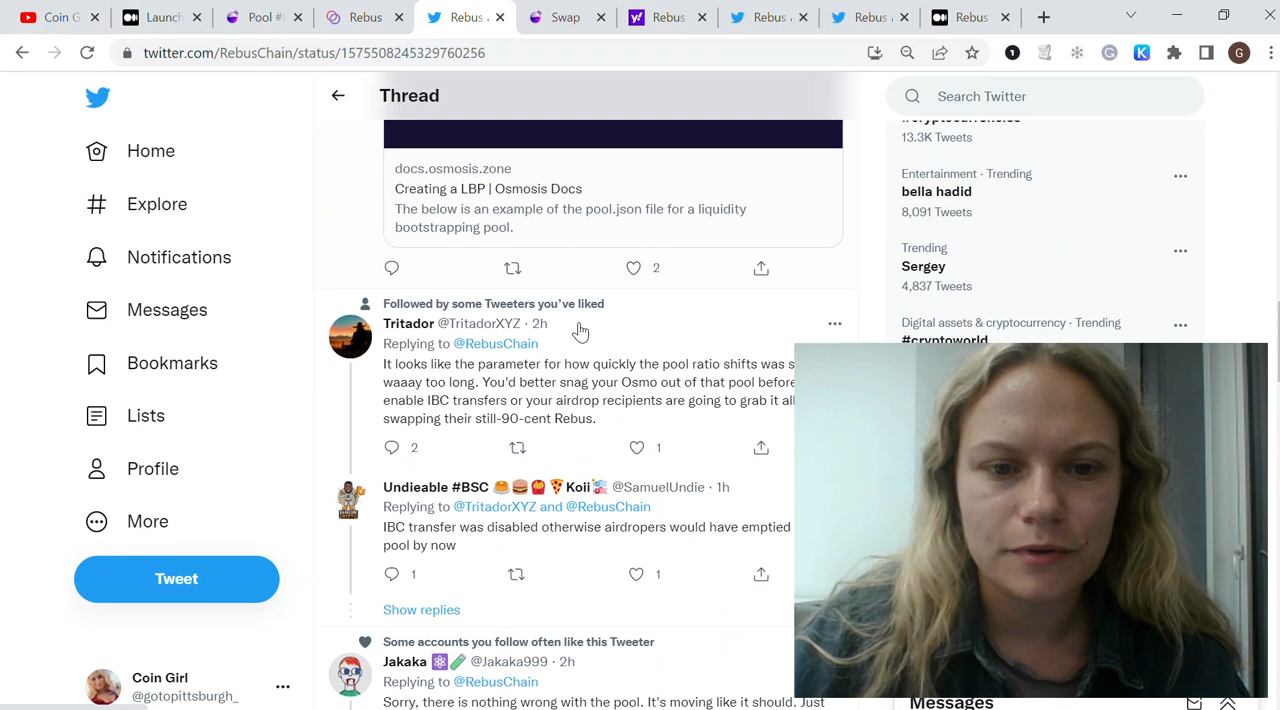 Coin G
Launch
Pool #
Rebus
Rebus
Swap
Rebus
Rebus
Rebus
Rebus
twitter.com/RebusChain/status/1575508245329760256
G
Thread
Search Twitter
Home
Explore
Notifications
Messages
Bookmarks
Lists
Profile
More
Tweet
Coin Girl
@gotopittsburgh_
docs.osmosis.zone
Creating a LBP | Osmosis Docs
The below is an example of the pool.json file for a liquidity
bootstrapping pool.
2
Followed by some Tweeters you've liked
Tritador @TritadorXYZ · 2h
Replying to @RebusChain
It looks like the parameter for how quickly the pool ratio shifts was s
waaay too long. You'd better snag your Osmo out of that pool before
enable IBC transfers or your airdrop recipients are going to grab it all
swapping their still-90-cent Rebus.
2
1
Undieable #BSC Koii @SamuelUndie · 1h
Replying to @TritadorXYZ and @RebusChain
IBC transfer was disabled otherwise airdropers would have emptied
pool by now
1
1
Show replies
Some accounts you follow often like this Tweeter
Jakaka @Jakaka999 · 2h
Replying to @RebusChain
Sorry, there is nothing wrong with the pool. It's moving like it should. Just
#cryptocurrencies
13.3K Tweets
Entertainment · Trending
bella hadid
8,091 Tweets
Trending
Sergey
4,837 Tweets
Digital assets & cryptocurrency · Trending
#cryptoworld
Messages